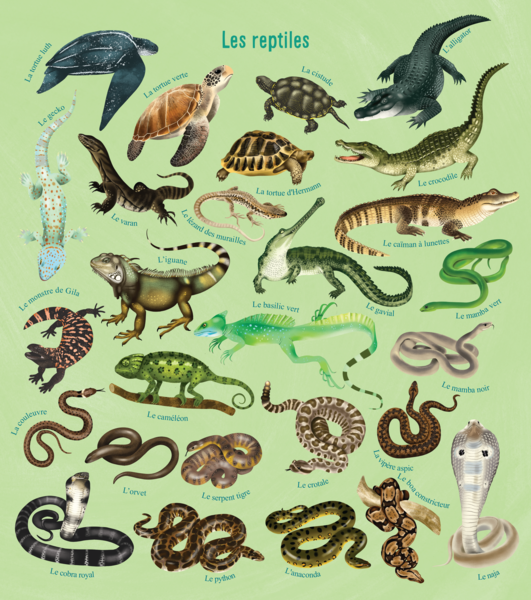 Les reptiles
La tortue luth
La tortue verte
La cistude
L'alligator
Le gecko
Le varan
La tortue d'Hermann
Le crocodile
Le lézard des murailles
Le caïman à lunettes
L'iguane
Le monstre de Gila
Le basilic vert
Le gavial
Le mamba vert
Le caméléon
Le mamba noir
La couleuvre
L'orvet
Le serpent tigre
Le crotale
La vipère aspic
Le boa constricteur
Le cobra royal
Le python
L'anaconda
Le naja